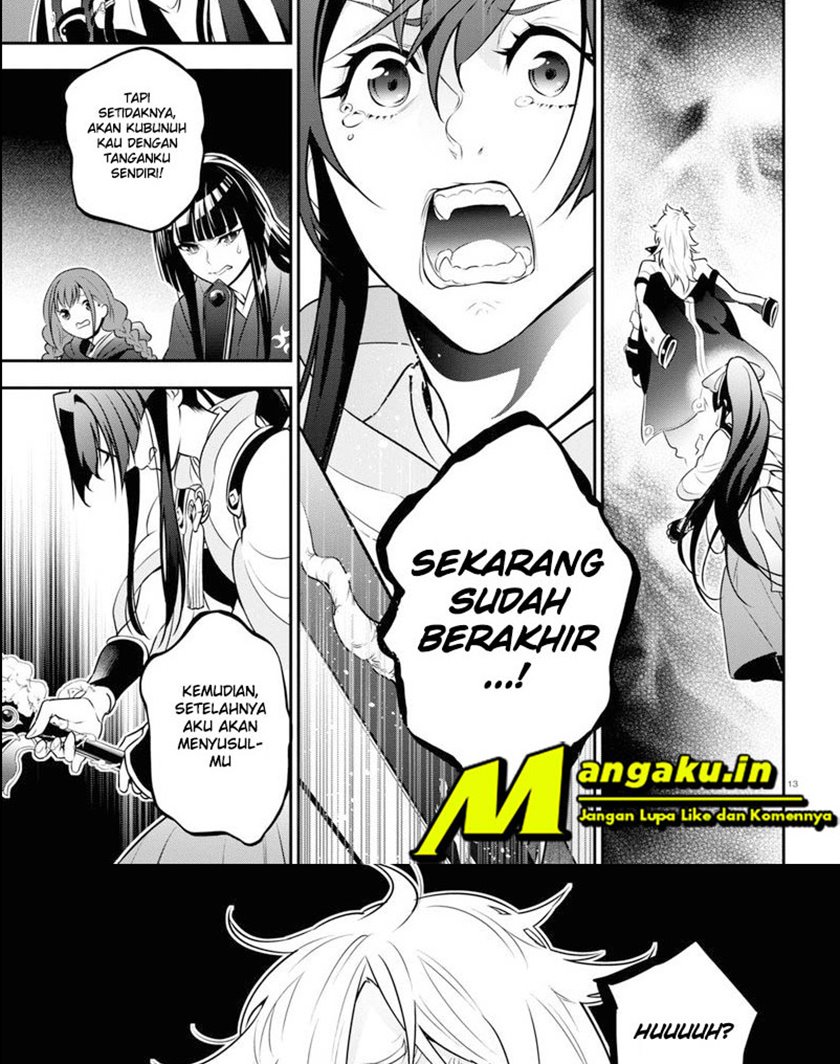 SEKARANG
SUDAH
BERAKHIR
...!
TAPI
SETIDAKNYA,
AKAN KUBUNUH
KAU DENGAN
TANGANKU
SENDIRI!
KEMUDIAN,
SETELAHNYA
AKU AKAN
MENYUSUL-
MU
13
Mangaku.in
Jangan Lupa Like dan Komennya
HUUUUH?